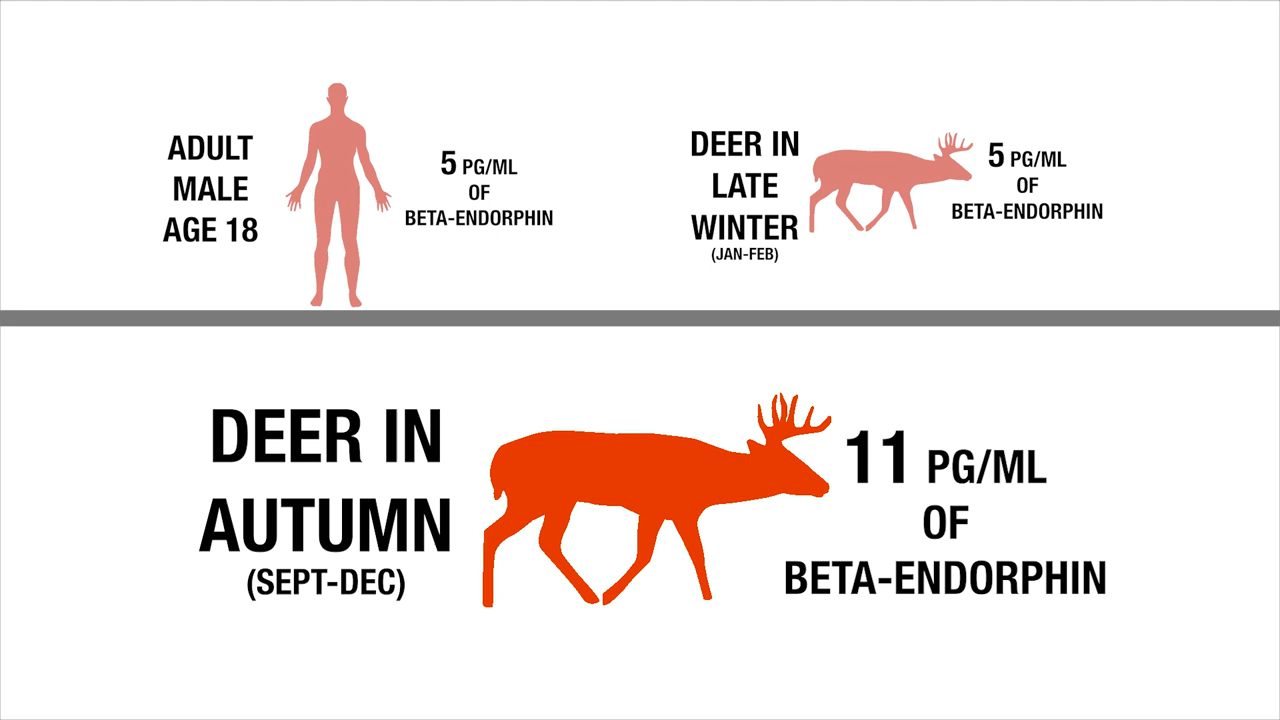 ADULT
MALE
AGE 18
5 PG/ML
OF
BETA-ENDORPHIN
DEER IN
LATE
WINTER
(JAN-FEB)
5 PG/ML
OF
BETA-ENDORPHIN
DEER IN
AUTUMN
(SEPT-DEC)
11 PG/ML
OF
BETA-ENDORPHIN